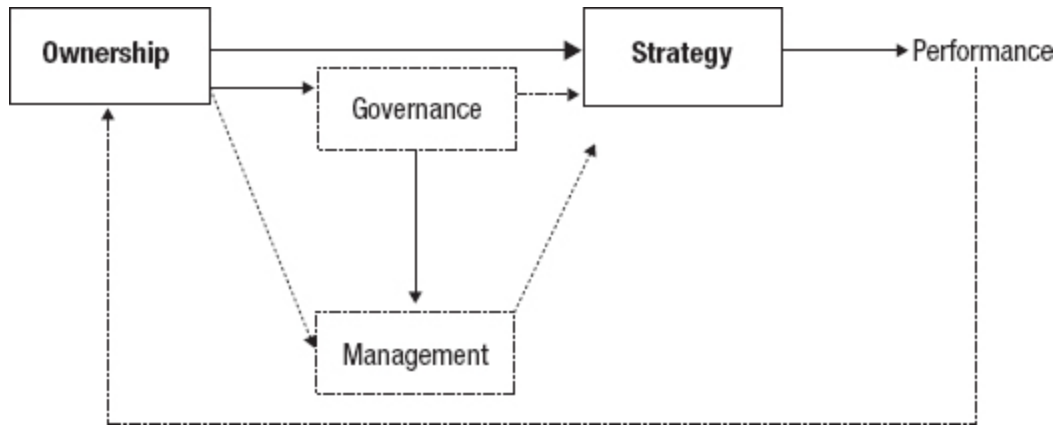 Ownership
Strategy
Performance
Governance
Management